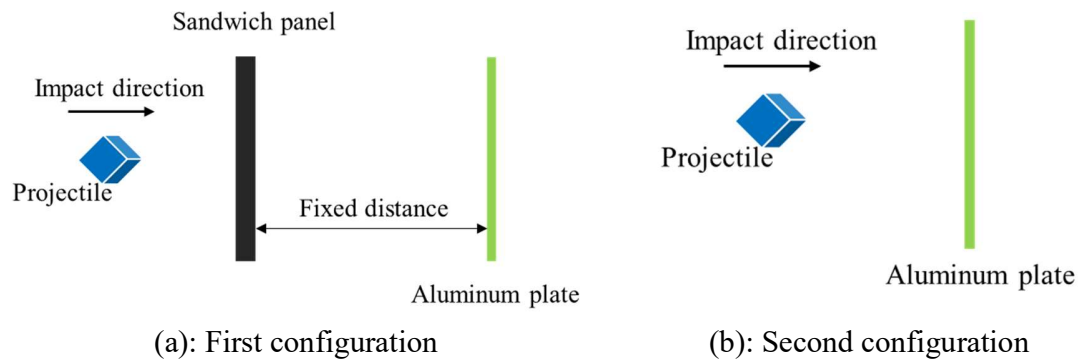 Sandwich panel
Impact direction
Projectile
Fixed distance
Aluminum plate
(a): First configuration
Impact direction
Projectile
Aluminum plate
(b): Second configuration